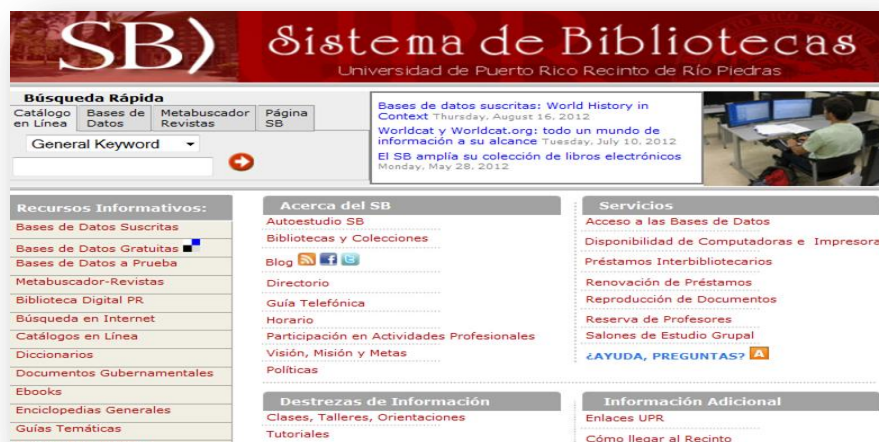 SB)
Sistema de Bibliotecas
Universidad de Puerto Rico Recinto de Río Piedras
Búsqueda Rápida
Catálogo en Línea
Bases de Datos
Metabuscador Revistas
Página SB
General Keyword
Bases de datos suscritas: World History in
Context Thursday, August 16, 2012
Worldcat y Worldcat.org: todo un mundo de
información a su alcance Tuesday, July 10, 2012
El SB amplía su colección de libros electrónicos
Monday, May 28, 2012
Recursos Informativos:
Bases de Datos Suscritas
Bases de Datos Gratuitas
Bases de Datos a Prueba
Metabuscador-Revistas
Biblioteca Digital PR
Búsqueda en Internet
Catálogos en Línea
Diccionarios
Documentos Gubernamentales
Ebooks
Enciclopedias Generales
Guías Temáticas
Acerca del SB
Autoestudio SB
Bibliotecas y Colecciones
Blog
Directorio
Guía Telefónica
Horario
Participación en Actividades Profesionales
Visión, Misión y Metas
Políticas
Destrezas de Información
Clases, Talleres, Orientaciones
Tutoriales
Servicios
Acceso a las Bases de Datos
Disponibilidad de Computadoras e Impresora
Préstamos Interbibliotecarios
Renovación de Préstamos
Reproducción de Documentos
Reserva de Profesores
Salones de Estudio Grupal
¿AYUDA, PREGUNTAS? A
Información Adicional
Enlaces UPR
Cómo llegar al Recinto